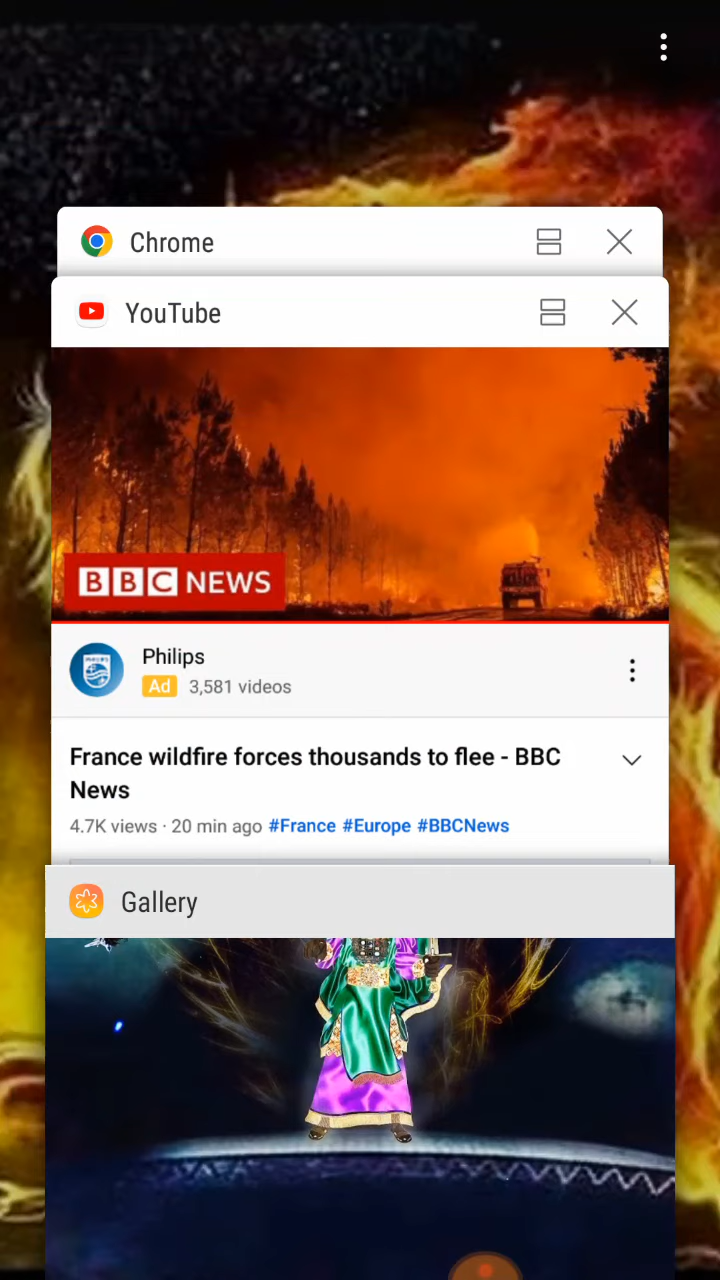 Chrome
YouTube
BBC NEWS
Philips
Ad 3,581 videos
France wildfire forces thousands to flee - BBC
News
4.7K views · 20 min ago #France #Europe #BBCNews
Gallery